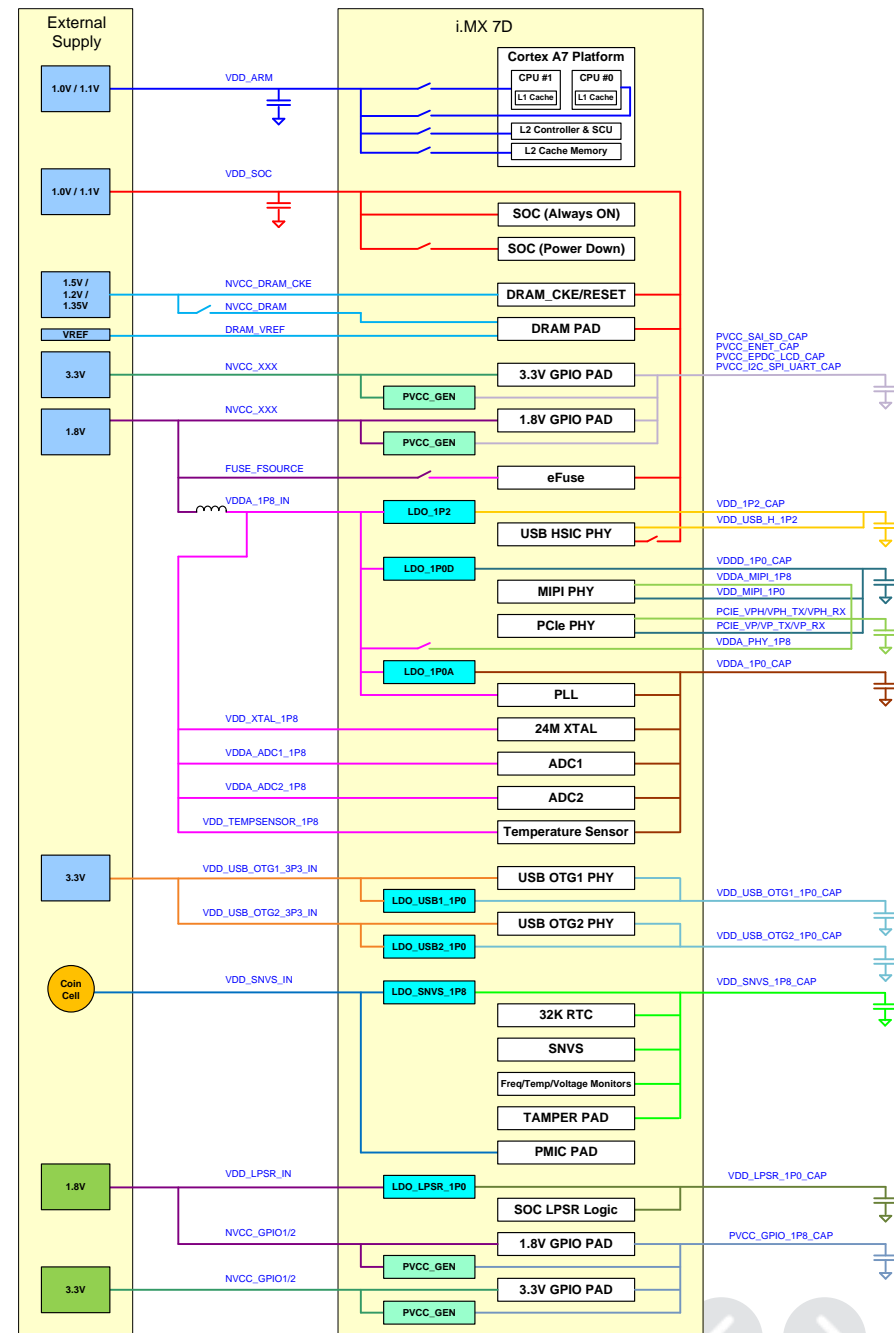 External
Supply
i.MX 7D
Cortex A7 Platform
CPU #1
CPU #0
L1 Cache
L1 Cache
L2 Controller & SCU
L2 Cache Memory
1.0V / 1.1V
VDD_ARM
1.0V / 1.1V
VDD_SOC
SOC (Always ON)
SOC (Power Down)
1.5V /
1.2V /
1.35V
NVCC_DRAM_CKE
DRAM_CKE/RESET
NVCC_DRAM
VREF
DRAM_VREF
DRAM PAD
PVCC_SAI_SD_CAP
PVCC_ENET_CAP
PVCC_EPDC_LCD_CAP
PVCC_I2C_SPI_UART_CAP
3.3V
NVCC_XXX
3.3V GPIO PAD
PVCC_GEN
1.8V
NVCC_XXX
1.8V GPIO PAD
PVCC_GEN
FUSE_FSOURCE
eFuse
VDDA_1P8_IN
LDO_1P2
VDD_1P2_CAP
VDD_USB_H_1P2
USB HSIC PHY
LDO_1P0D
VDDD_1P0_CAP
VDDA_MIPI_1P8
MIPI PHY
VDD_MIPI_1P0
PCIE_VPH/VPH_TX/VPH_RX
PCIe PHY
PCIE_VP/VP_TX/VP_RX
VDDA_PHY_1P8
LDO_1P0A
VDDA_1P0_CAP
PLL
VDD_XTAL_1P8
24M XTAL
VDDA_ADC1_1P8
ADC1
VDDA_ADC2_1P8
ADC2
VDD_TEMPSENSOR_1P8
Temperature Sensor
3.3V
VDD_USB_OTG1_3P3_IN
USB OTG1 PHY
LDO_USB1_1P0
VDD_USB_OTG1_1P0_CAP
VDD_USB_OTG2_3P3_IN
USB OTG2 PHY
LDO_USB2_1P0
VDD_USB_OTG2_1P0_CAP
Coin
Cell
VDD_SNVS_IN
LDO_SNVS_1P8
VDD_SNVS_1P8_CAP
32K RTC
SNVS
Freq/Temp/Voltage Monitors
TAMPER PAD
PMIC PAD
1.8V
VDD_LPSR_IN
LDO_LPSR_1P0
VDD_LPSR_1P0_CAP
SOC LPSR Logic
NVCC_GPIO1/2
1.8V GPIO PAD
PVCC_GPIO_1P8_CAP
PVCC_GEN
3.3V
NVCC_GPIO1/2
3.3V GPIO PAD
PVCC_GEN